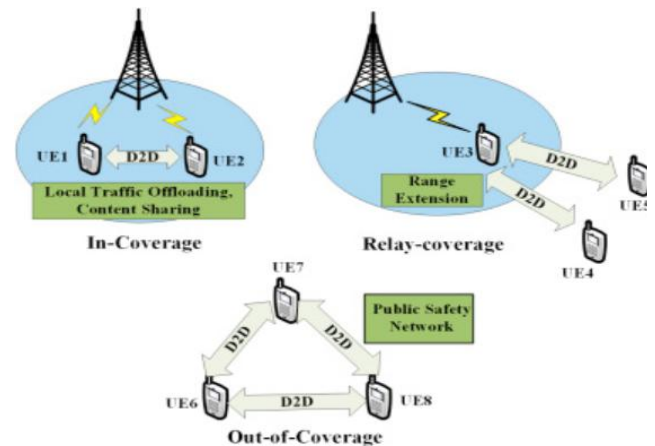 UE1
D2D
UE2
Local Traffic Offloading,
Content Sharing
In-Coverage
UE3
D2D
UE5
Range
Extension
D2D
UE4
Relay-coverage
UE7
Public Safety
Network
D2D
D2D
UE6
D2D
UE8
Out-of-Coverage